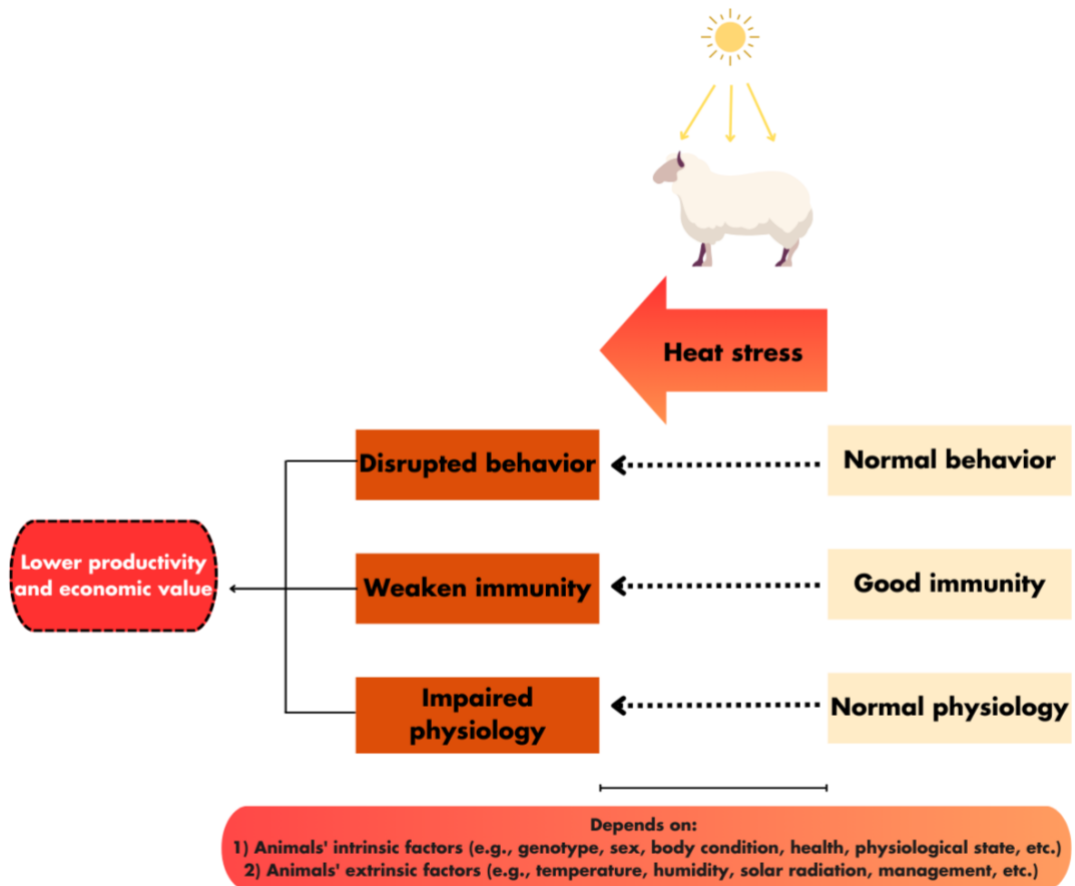 Heat stress
Disrupted behavior
Normal behavior
Lower productivity
and economic value
Weaken immunity
Good immunity
Impaired
physiology
Normal physiology
Depends on:
1) Animals' intrinsic factors (e.g., genotype, sex, body condition, health, physiological state, etc.)
2) Animals' extrinsic factors (e.g., temperature, humidity, solar radiation, management, etc.)